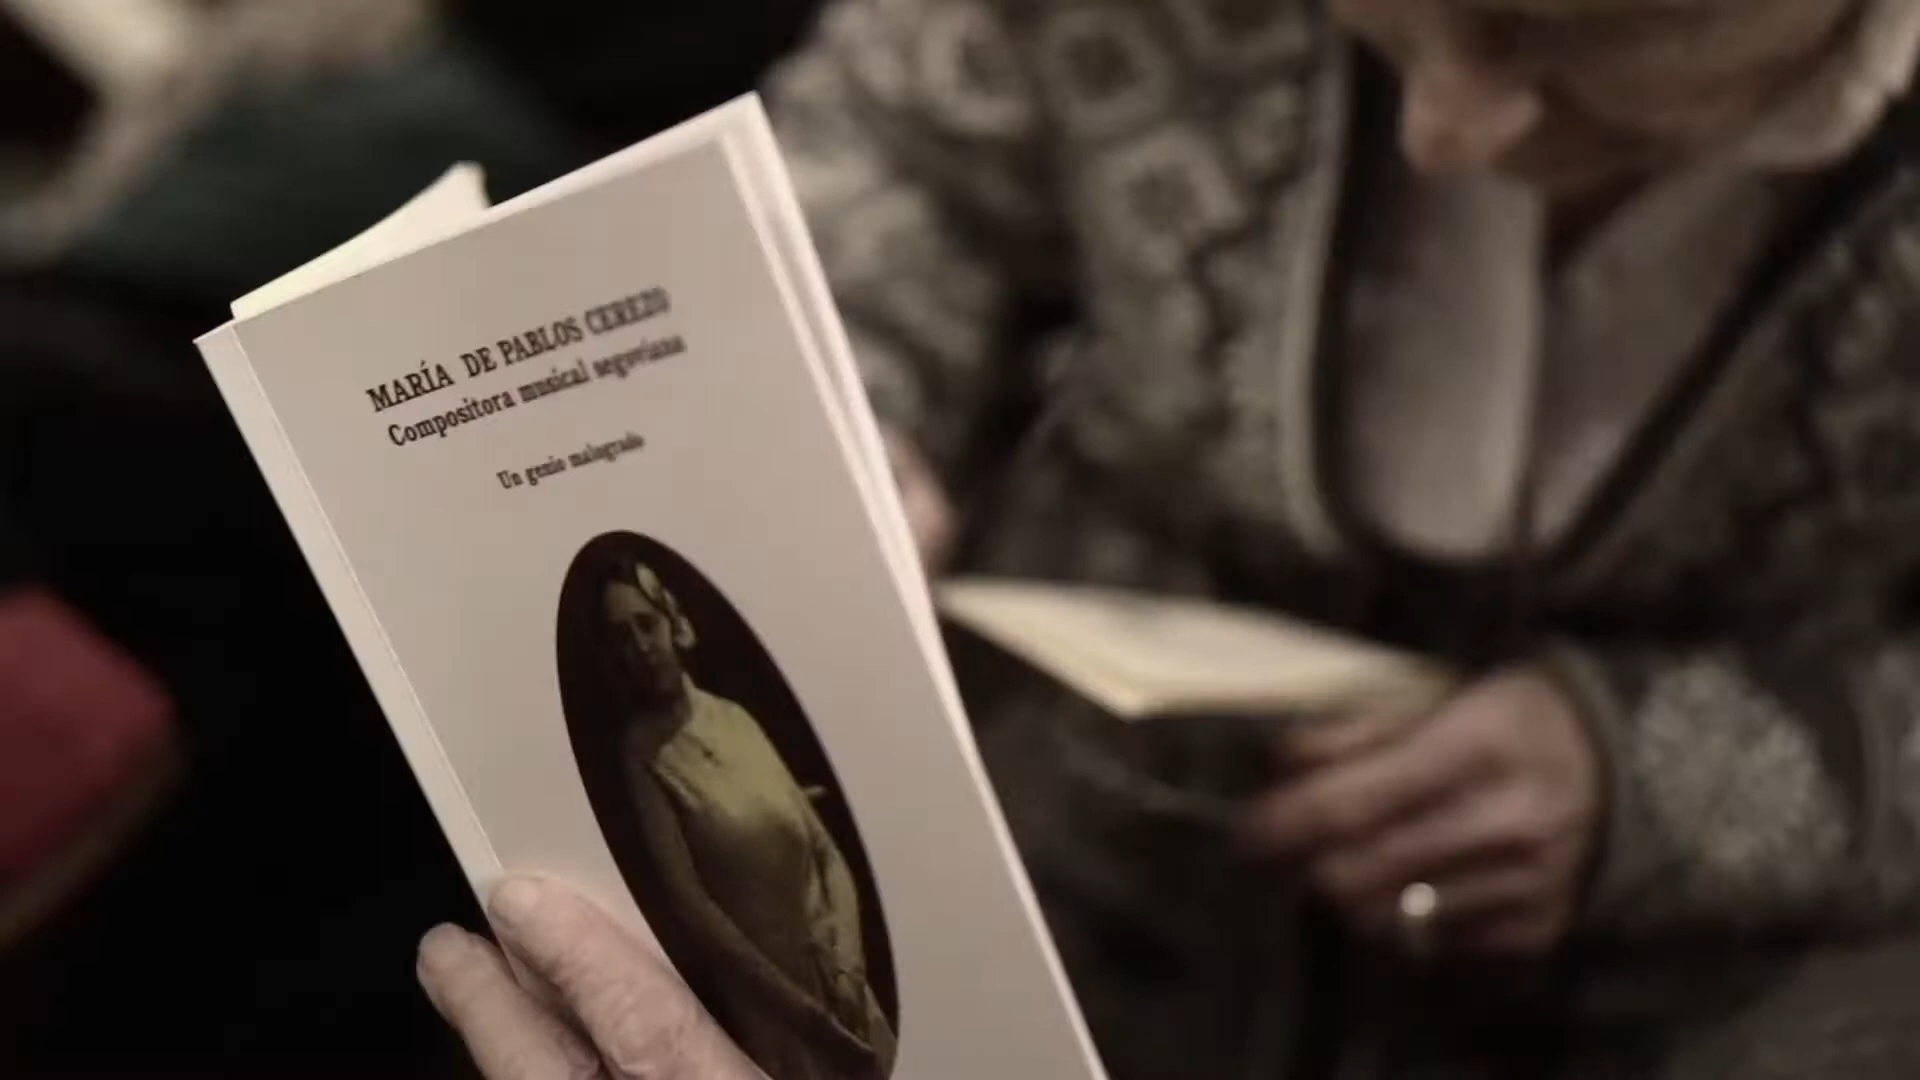 MARÍA DE PABLOS CEREZO
Compositora musical segoviana
Un genio malogrado